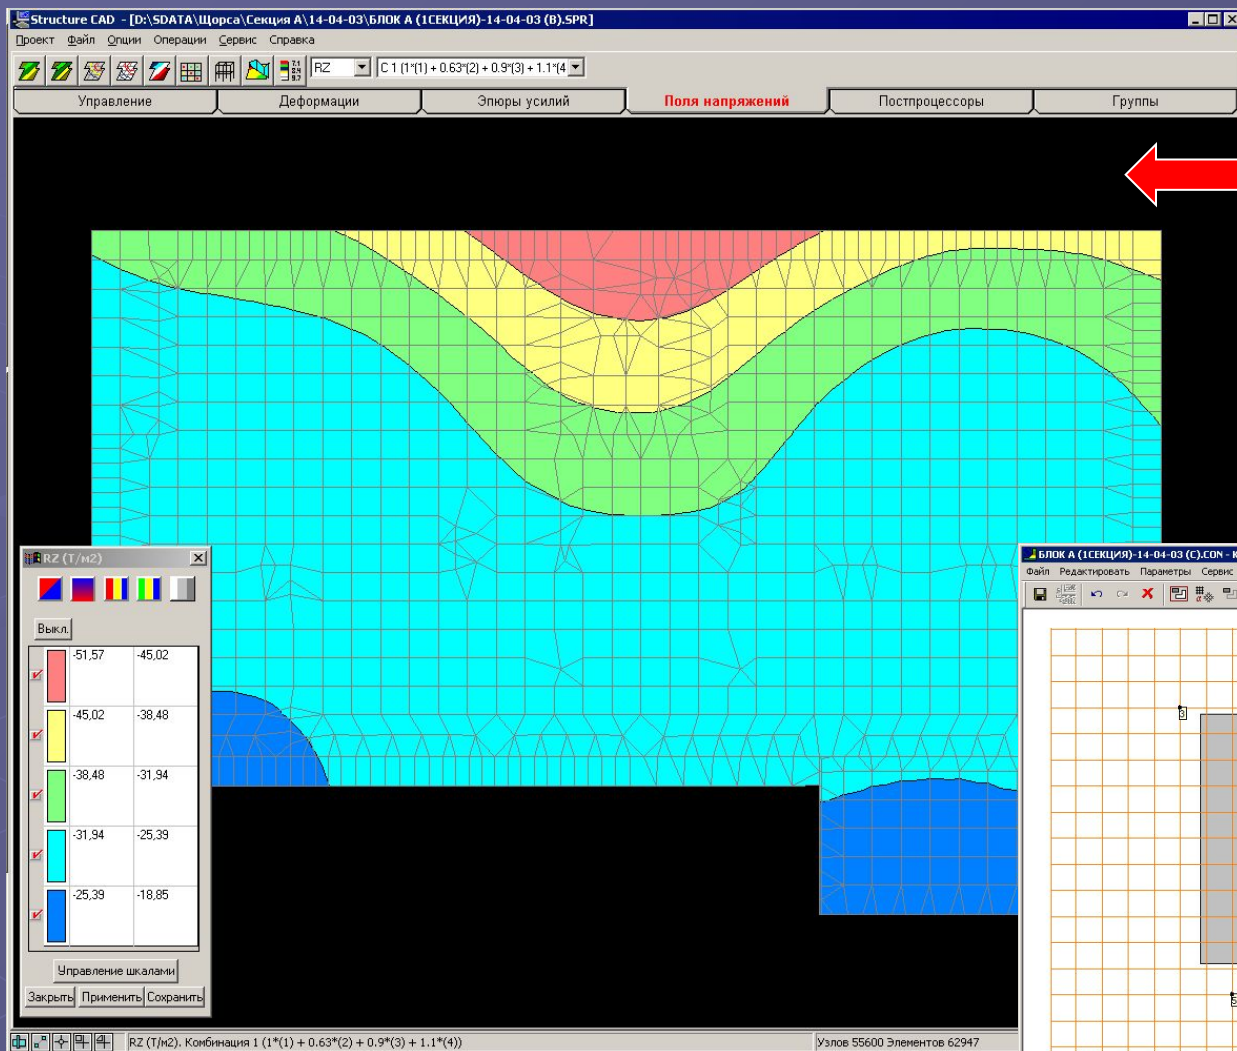 Structure CAD - [D:\SDATA\Щорса\Секция А\14-04-03\БЛОК А (1СЕКЦИЯ)-14-04-03 (B).SPR]
Проект Файл Опции Операции Сервис Справка
RZ C 1 (1*(1) + 0.63*(2) + 0.9*(3) + 1.1*(4
Управление Деформации Эпюры усилий Поля напряжений Постпроцессоры Группы
RZ (Т/м2)
Выкл.
-51,57 -45,02
-45,02 -38,48
-38,48 -31,94
-31,94 -25,39
-25,39 -18,85
Управление шкалами
Закрыть Применить Сохранить
БЛОК А (1СЕКЦИЯ)-14-04-03 (C).CON - К
Файл Редактировать Параметры Сервис
3
5
RZ (Т/м2). Комбинация 1 (1*(1) + 0.63*(2) + 0.9*(3) + 1.1*(4))
Узлов 55600 Элементов 62947